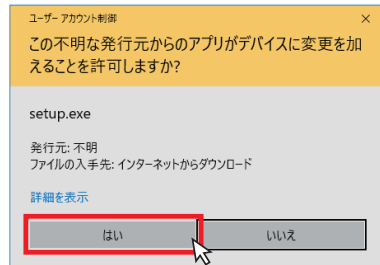 ユーザー アカウント制御
この不明な発行元からのアプリがデバイスに変更を加
えることを許可しますか?
setup.exe
発行元: 不明
ファイルの入手先: インターネットからダウンロード
詳細を表示
はい
いいえ